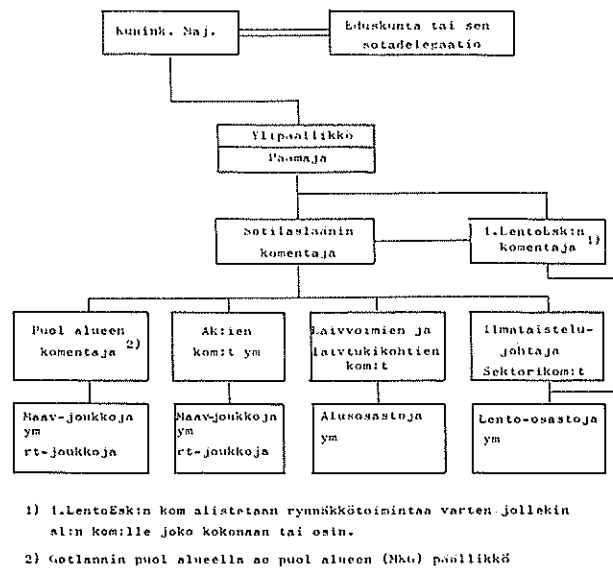 Kunink. Maj.
Eduskunta tai sen
sotadelegaatio
Ylipäällikkö
Päämaja
Sotilasläänin
komentaja
1.LentoEsk:n
komentaja 1)
Puol alueen
komentaja 2)
Ak:ien
kom:t ym
Laivvoimien ja
laivtukikohtien
kom:t
Ilmataistelu-
johtaja
Sektorikom:t
Maav-joukkoja
ym
rt-joukkoja
Maav-joukkoja
ym
rt-joukkoja
Alusosastoja
ym
Lento-osastoja
ym
1) 1.LentoEsk:n kom alistetaan rynnäkkötoimintaa varten jollekin
sl:n kom:lle joko kokonaan tai osin.
2) Gotlannin puol alueella ao puol alueen (MKG) päällikkö